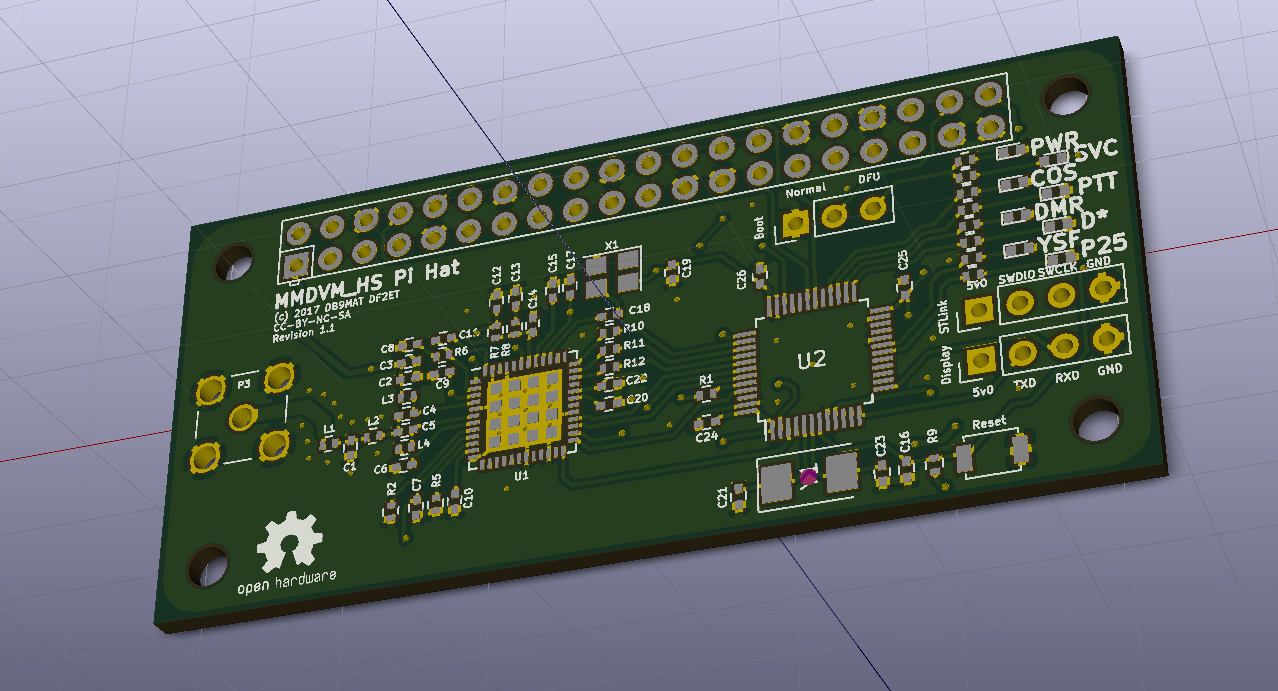 PWR
SVC
COS
PTT
DMR
D*
YSF
P25
Normal
DFU
Boot
X1
MMDVM_HS Pi Hat
(c) 2017 DB9MAT DF2ET
CC-BY-NC-SA
Revision 1.1
C12
C13
C15
C17
C19
C26
C25
C14
C18
R10
R11
R12
C22
C20
R7
R8
C8
C3
C2
L3
R6
C9
C4
C5
L4
C6
P3
L1
C1
L2
U1
U2
R1
C24
5v0
SWDIO
SWCLK
GND
STLink
Display
5v0
TXD
RXD
GND
Reset
R2
C7
R5
C10
C21
C23
C16
R9
open hardware